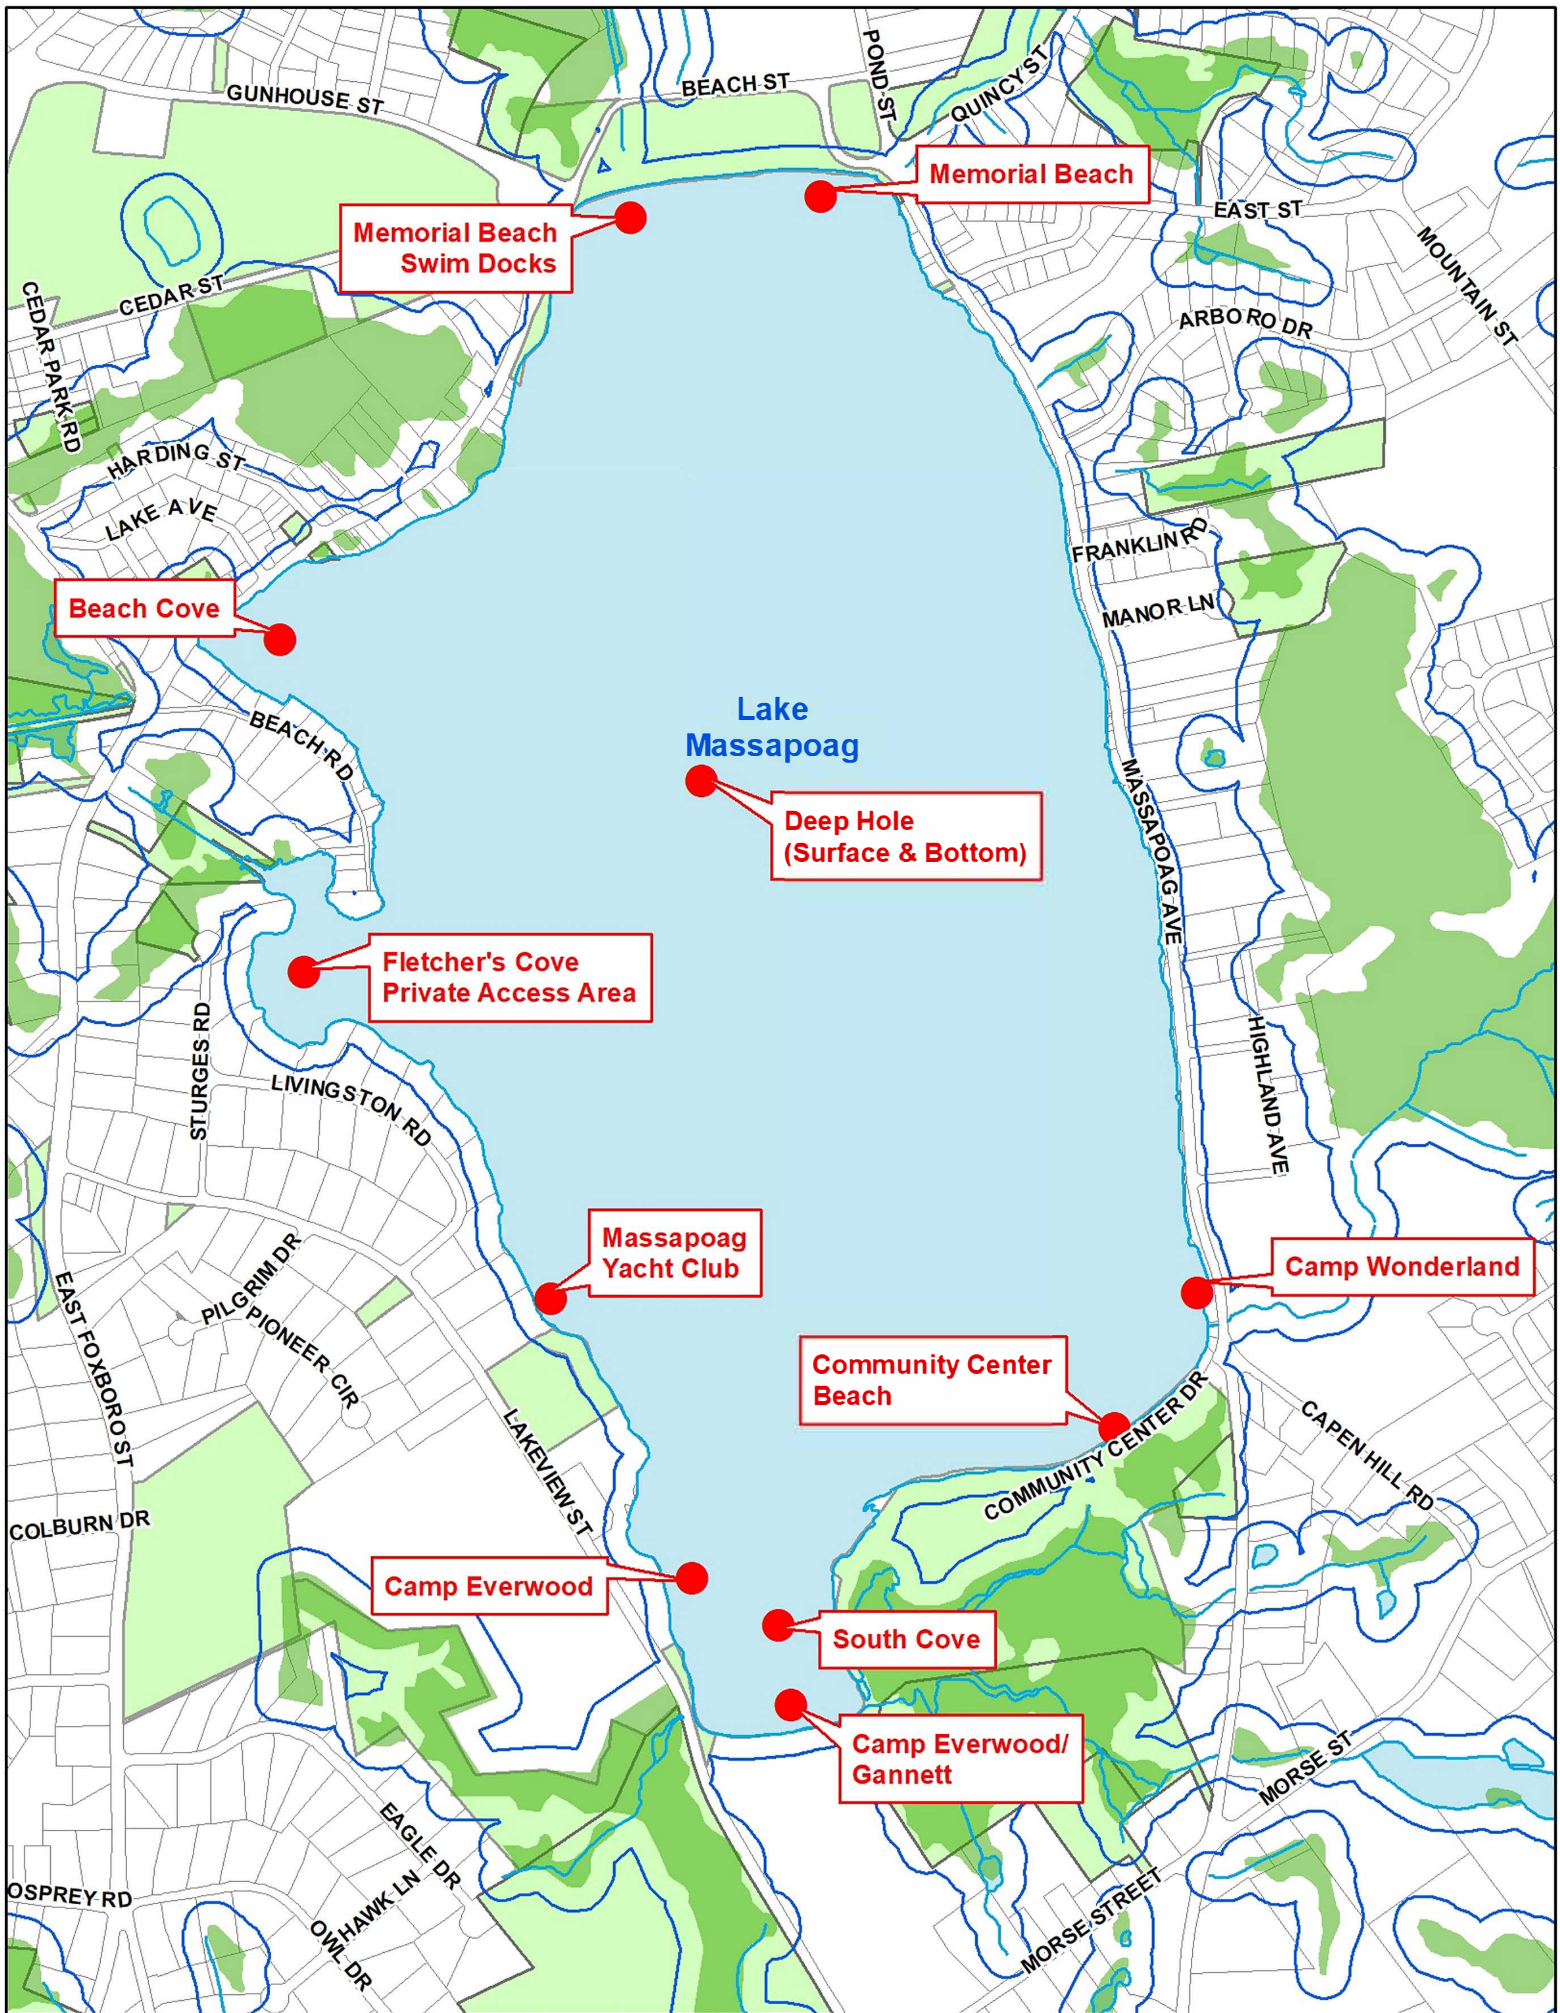 POND ST
QUINCY ST
BEACH ST
GUNHOUSE ST
Memorial Beach
EAST ST
Memorial Beach
Swim Docks
MOUNTAIN ST
CEDAR ST
CEDAR PARK RD
ARBORO DR
HARDING ST
LAKE AVE
FRANKLIN RD
Beach Cove
MANOR LN
Lake
Massapoag
BEACH RD
MASSAPOAG AVE
Deep Hole
(Surface & Bottom)
Fletcher's Cove
Private Access Area
STURGES RD
LIVINGSTON RD
HIGHLAND AVE
Massapoag
Yacht Club
PILGRIM DR
Camp Wonderland
PIONEER CIR
EAST FOXBORO ST
Community Center
Beach
COMMUNITY CENTER DR
CAPEN HILL RD
LAKEVIEW ST
COLBURN DR
Camp Everwood
South Cove
Camp Everwood/
Gannett
MORSE ST
EAGLE DR
HAWK LN
OSPREY RD
OWL DR
MORSE STREET